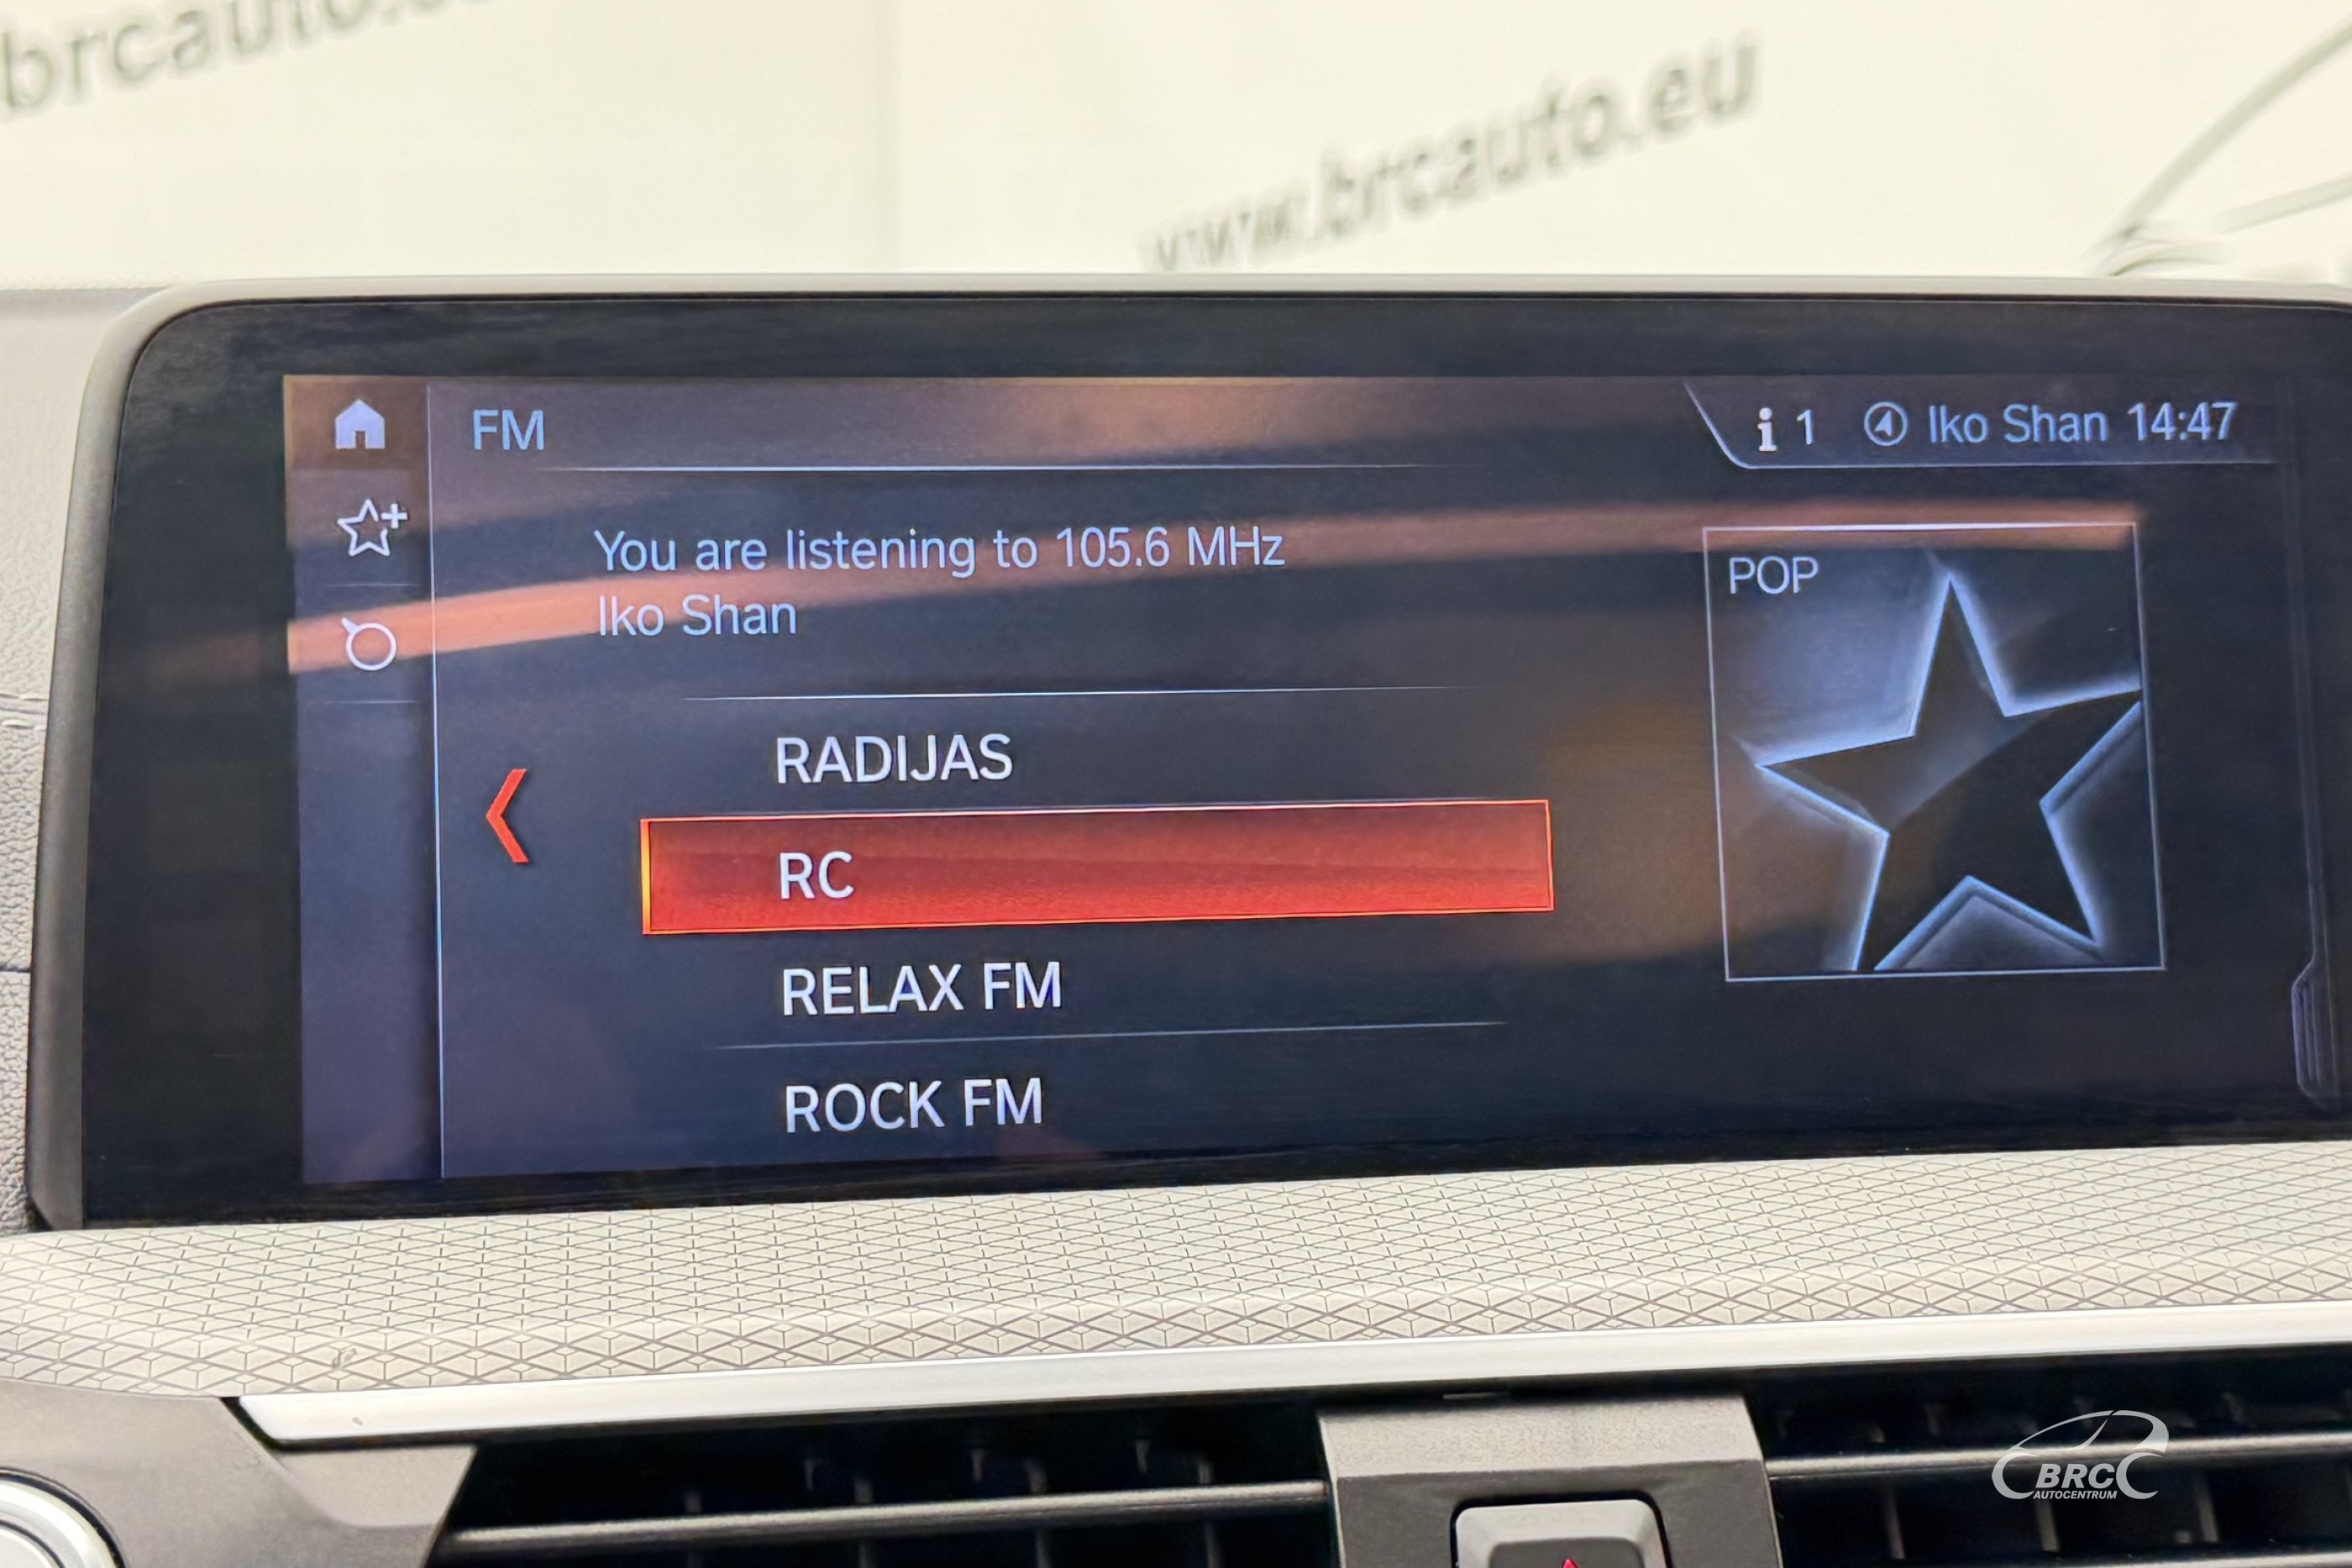 brcauto.e
www.brcauto.eu
FM
1 Iko Shan 14:47
You are listening to 105.6 MHz
Iko Shan
POP
RADIJAS
RC
RELAX FM
ROCK FM
BRC
AUTOCENTRUM